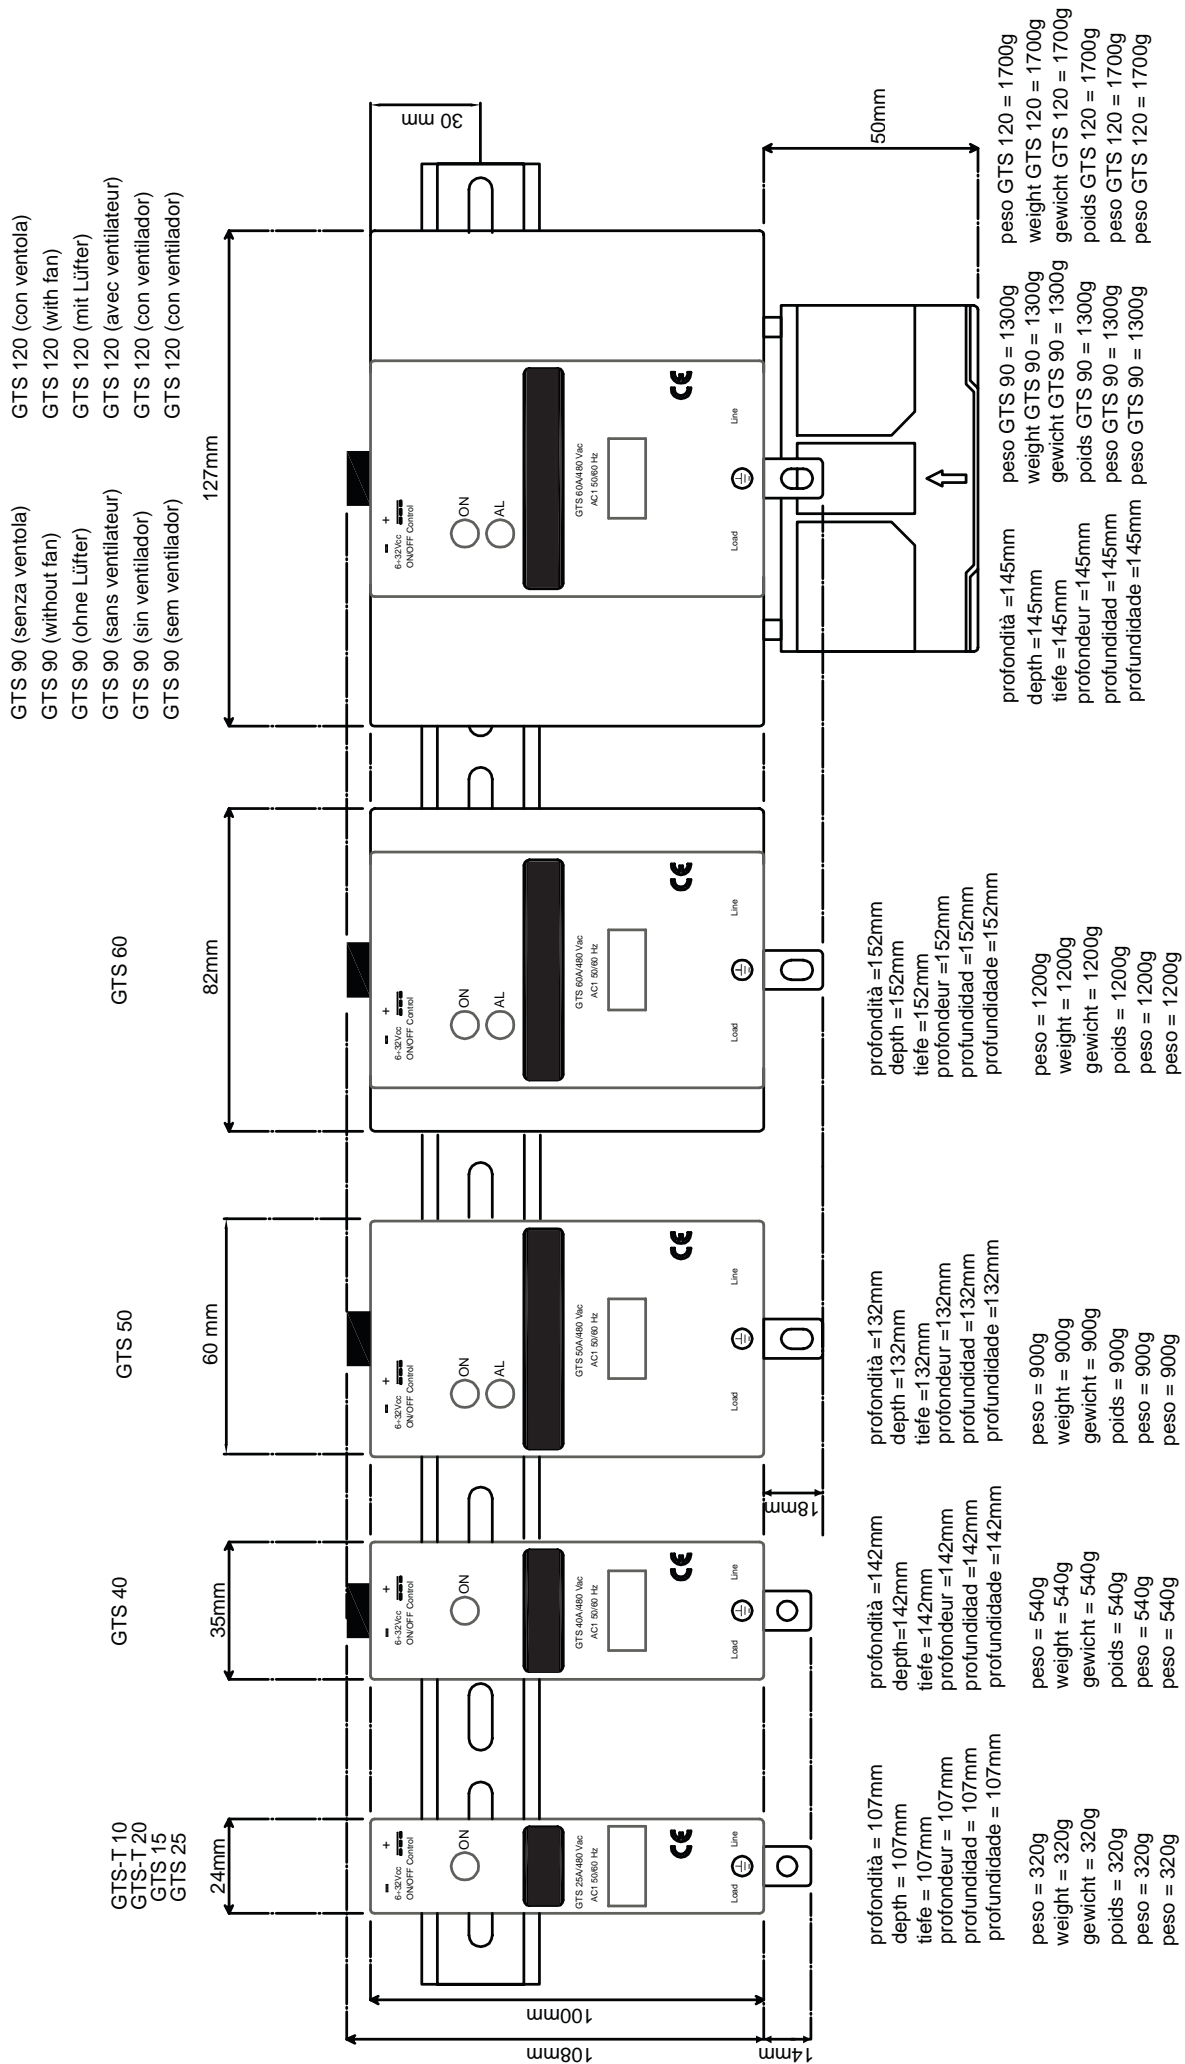 GTS-T 10
GTS-T 20
GTS 15
GTS 25
GTS 40
GTS 50
GTS 60
GTS 90 (senza ventola)
GTS 90 (without fan)
GTS 90 (ohne Lüfter)
GTS 90 (sans ventilateur)
GTS 90 (sin ventilador)
GTS 90 (sem ventilador)
GTS 120 (con ventola)
GTS 120 (with fan)
GTS 120 (mit Lüfter)
GTS 120 (avec ventilateur)
GTS 120 (con ventilador)
GTS 120 (con ventilador)
24mm
35mm
60 mm
82mm
127mm
108mm
100mm
14mm
18mm
30 mm
50mm
- +
6÷32Vcc
ON/OFF Control
ON
GTS 25A/480 Vac
AC1 50/60 Hz
CE
Load Line
- +
6÷32Vcc
ON/OFF Control
ON
GTS 40A/480 Vac
AC1 50/60 Hz
CE
Load Line
- +
6÷32Vcc
ON/OFF Control
ON
AL
GTS 50A/480 Vac
AC1 50/60 Hz
CE
Load Line
- +
6÷32Vcc
ON/OFF Control
ON
AL
GTS 60A/480 Vac
AC1 50/60 Hz
CE
Load Line
- +
6÷32Vcc
ON/OFF Control
ON
AL
GTS 60A/480 Vac
AC1 50/60 Hz
CE
Load Line
profondità = 107mm
depth = 107mm
tiefe = 107mm
profondeur = 107mm
profundidad = 107mm
profundidade = 107mm
peso = 320g
weight = 320g
gewicht = 320g
poids = 320g
peso = 320g
peso = 320g
profondità =142mm
depth=142mm
tiefe =142mm
profondeur =142mm
profundidad =142mm
profundidade =142mm
peso = 540g
weight = 540g
gewicht = 540g
poids = 540g
peso = 540g
peso = 540g
profondità =132mm
depth =132mm
tiefe =132mm
profondeur =132mm
profundidad =132mm
profundidade =132mm
peso = 900g
weight = 900g
gewicht = 900g
poids = 900g
peso = 900g
peso = 900g
profondità =152mm
depth =152mm
tiefe =152mm
profondeur =152mm
profundidad =152mm
profundidade =152mm
peso = 1200g
weight = 1200g
gewicht = 1200g
poids = 1200g
peso = 1200g
peso = 1200g
profondità =145mm
depth =145mm
tiefe =145mm
profondeur =145mm
profundidad =145mm
profundidade =145mm
peso GTS 90 = 1300g
weight GTS 90 = 1300g
gewicht GTS 90 = 1300g
poids GTS 90 = 1300g
peso GTS 90 = 1300g
peso GTS 90 = 1300g
peso GTS 120 = 1700g
weight GTS 120 = 1700g
gewicht GTS 120 = 1700g
poids GTS 120 = 1700g
peso GTS 120 = 1700g
peso GTS 120 = 1700g